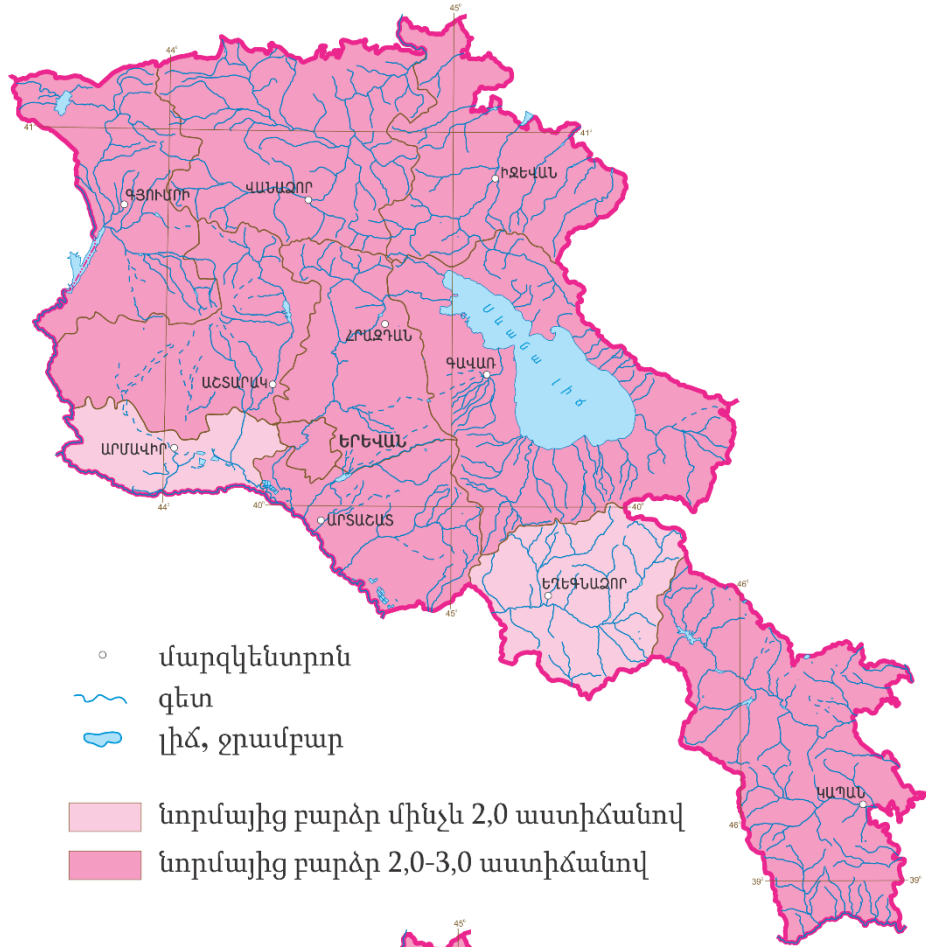 45°
44°
41
41°
ԻՋԵՎԱՆ
ԳՅՈՒՄՐԻ
ՎԱՆԱՁՈՐ
Սևանա լիճ
ՀՐԱԶԴԱՆ
ԳԱՎԱՌ
ԱՇՏԱՐԱԿ
ԵՐԵՎԱՆ
ԱՐՄԱՎԻՐ
44°
40°
40°
ԱՐՏԱՇԱՏ
ԵՂԵԳՆԱՁՈՐ
46°
45°
մարզկենտրոն
գետ
լիճ, ջրամբար
ԿԱՊԱՆ
նորմայից բարձր մինչև 2,0 աստիճանով
46°
նորմայից բարձր 2,0-3,0 աստիճանով
39°
39°
45°